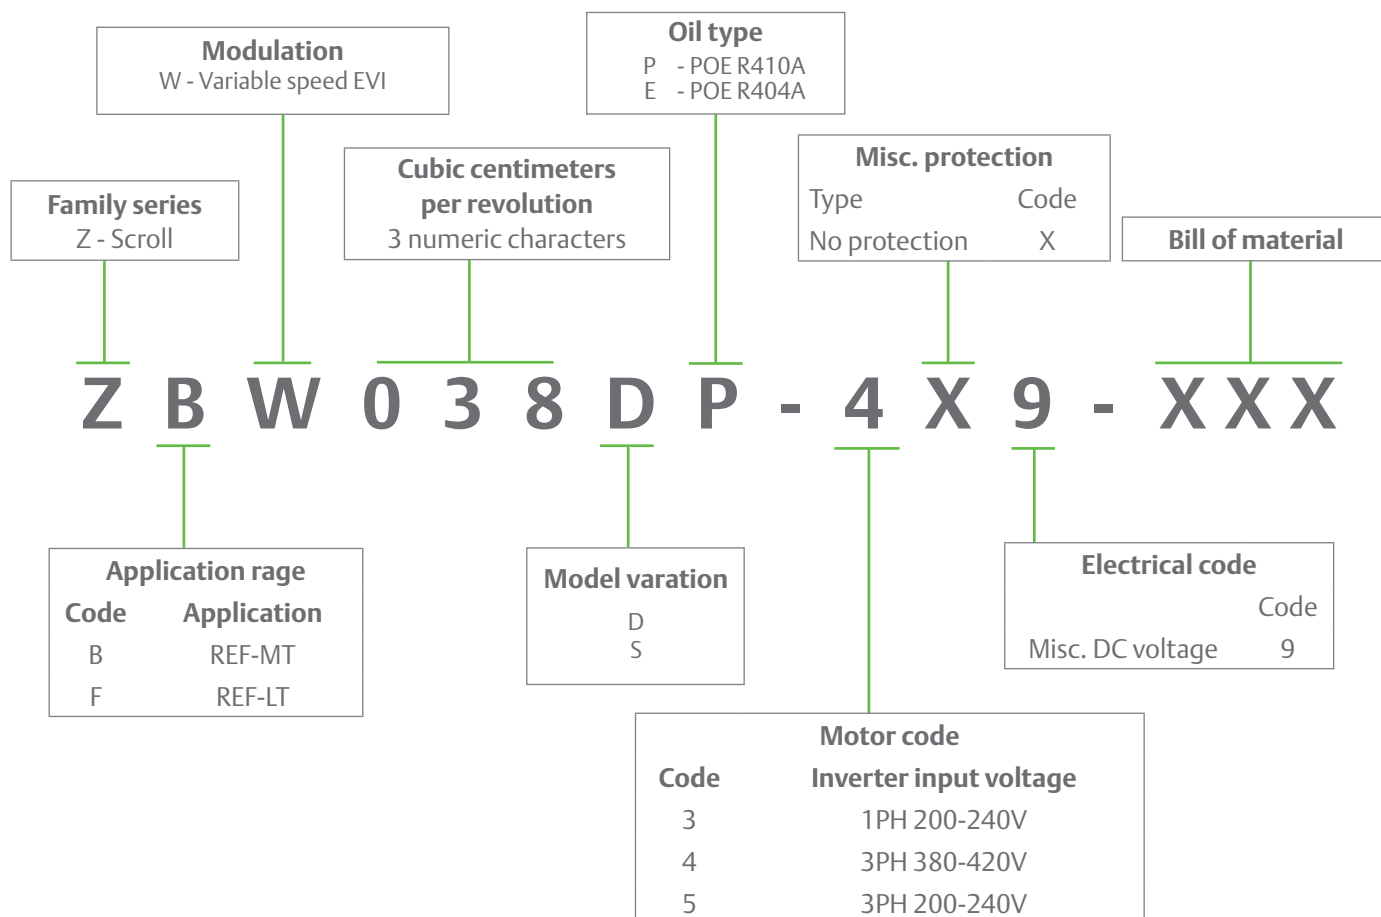 Modulation
W - Variable speed EVI
Oil type
P - POE R410A
E - POE R404A
Family series
Z - Scroll
Cubic centimeters
per revolution
3 numeric characters
Misc. protection
Type Code
No protection X
Bill of material
Z B W 0 3 8 D P - 4 X 9 - X X X
Application rage
Code Application
B REF-MT
F REF-LT
Model varation
D
S
Electrical code
Code
Misc. DC voltage 9
Motor code
Code Inverter input voltage
3 1PH 200-240V
4 3PH 380-420V
5 3PH 200-240V